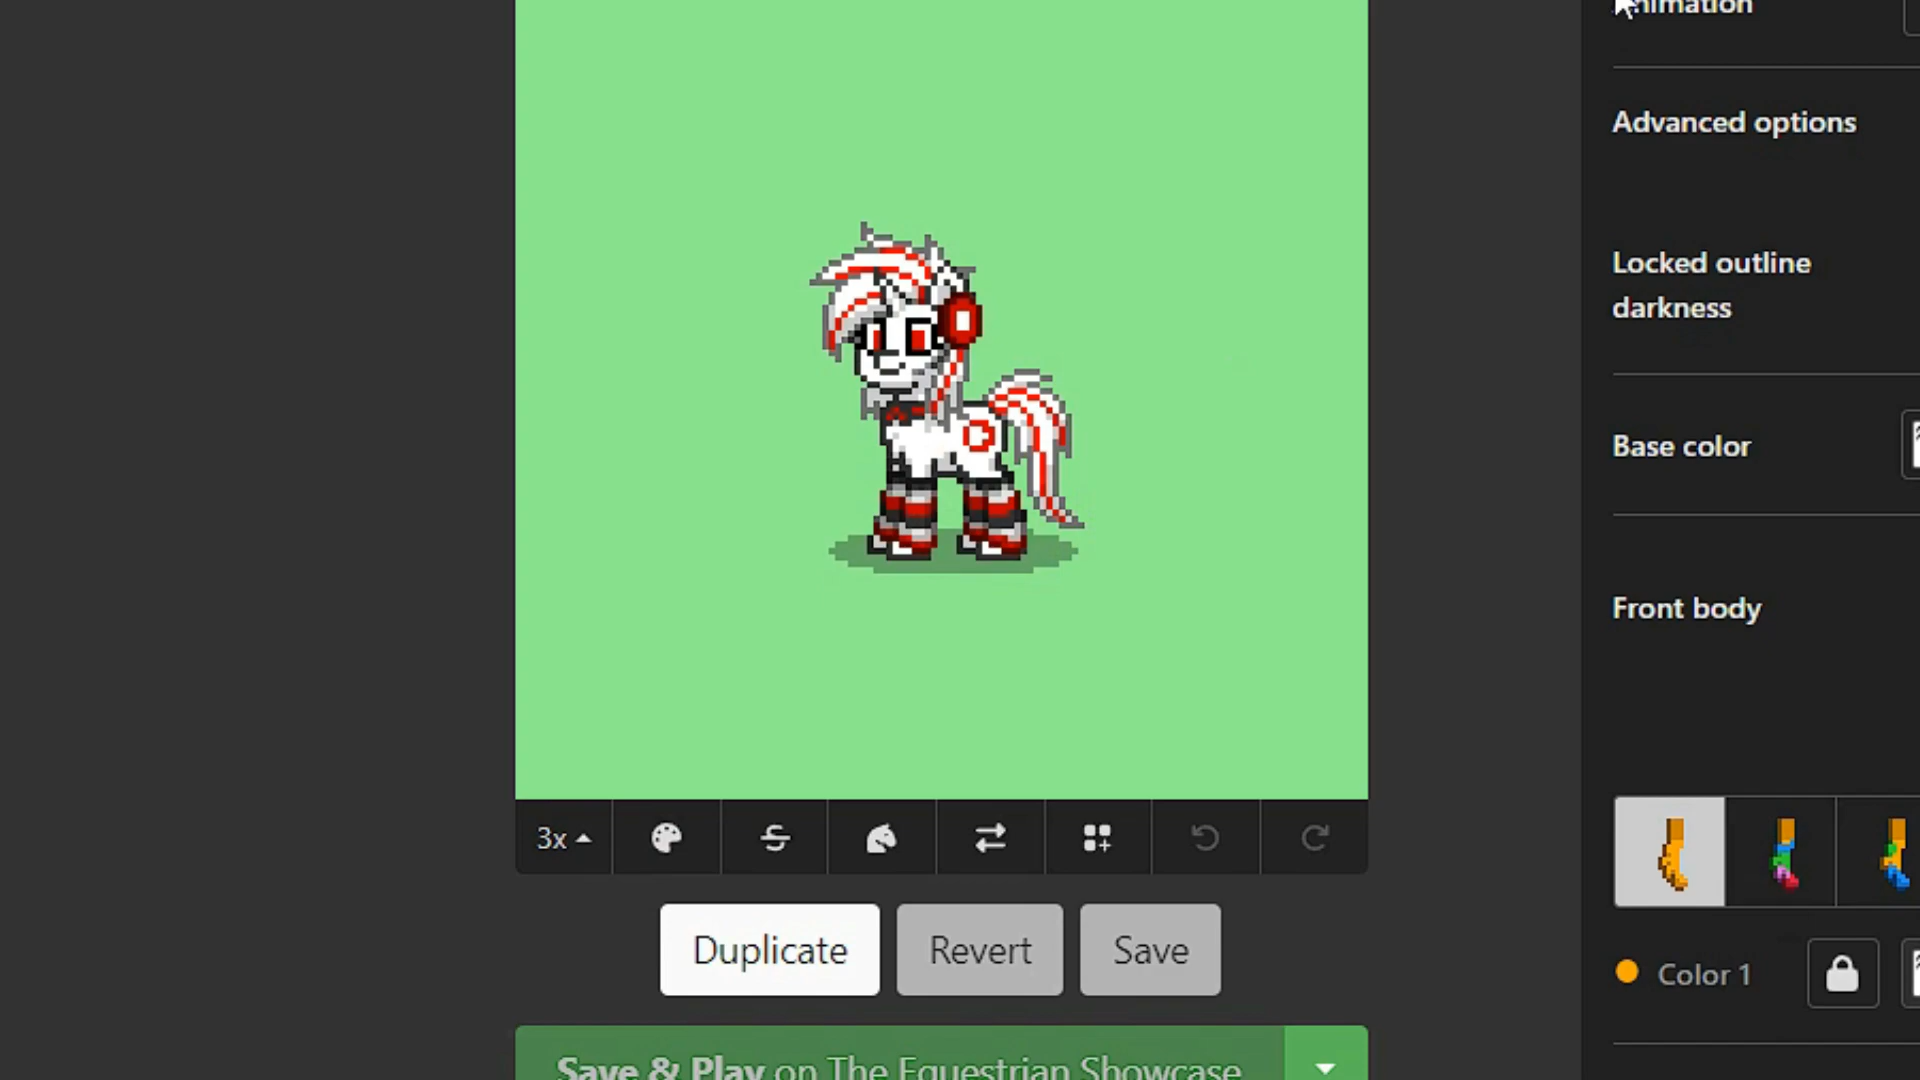 Animation
Advanced options
Locked outline
darkness
Base color
Front body
3x
Duplicate
Revert
Save
Color 1
Save & Play on The Equestrian Showcase